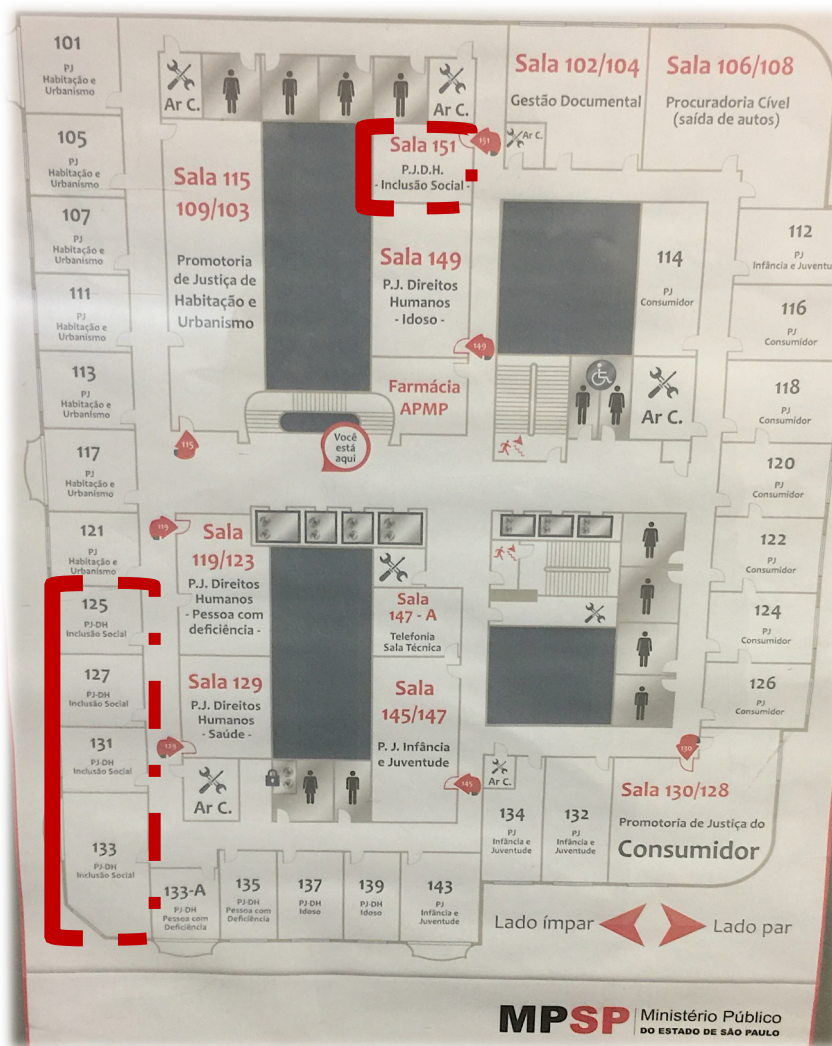 101
PJ
Habitação e
Urbanismo
105
PJ
Habitação e
Urbanismo
107
PJ
Habitação e
Urbanismo
111
PJ
Habitação e
Urbanismo
113
PJ
Habitação e
Urbanismo
117
PJ
Habitação e
Urbanismo
121
PJ
Habitação e
Urbanismo
125
PJ-DH
Inclusão Social
127
PJ-DH
Inclusão Social
131
PJ-DH
Inclusão Social
133
PJ-DH
Inclusão Social
Ar C.
Ar C.
Sala 115
109/103
Promotoria
de Justiça de
Habitação e
Urbanismo
115
Sala 151
P.J.D.H.
- Inclusão Social -
151
Sala 149
P.J. Direitos
Humanos
- Idoso -
149
Farmácia
APMP
Você
está
aqui
Sala 102/104
Gestão Documental
Ar C.
Sala 106/108
Procuradoria Cível
(saída de autos)
114
PJ
Consumidor
Ar C.
112
PJ
Infância e Juventu
116
PJ
Consumidor
118
PJ
Consumidor
120
PJ
Consumidor
122
PJ
Consumidor
124
PJ
Consumidor
126
PJ
Consumidor
119
Sala
119/123
P.J. Direitos
Humanos
- Pessoa com
deficiência -
Sala 129
P.J. Direitos
Humanos
- Saúde -
129
Ar C.
Sala
147 - A
Telefonia
Sala Técnica
Sala
145/147
P. J. Infância
e Juventude
145
Ar C.
130
Sala 130/128
Promotoria de Justiça do
Consumidor
134
PJ
Infância e
Juventude
132
PJ
Infância e
Juventude
133-A
PJ-DH
Pessoa com
Deficiência
135
PJ-DH
Pessoa com
Deficiência
137
PJ-DH
Idoso
139
PJ-DH
Idoso
143
PJ
Infância e
Juventude
Lado ímpar
Lado par
MPSP Ministério Público
DO ESTADO DE SÃO PAULO